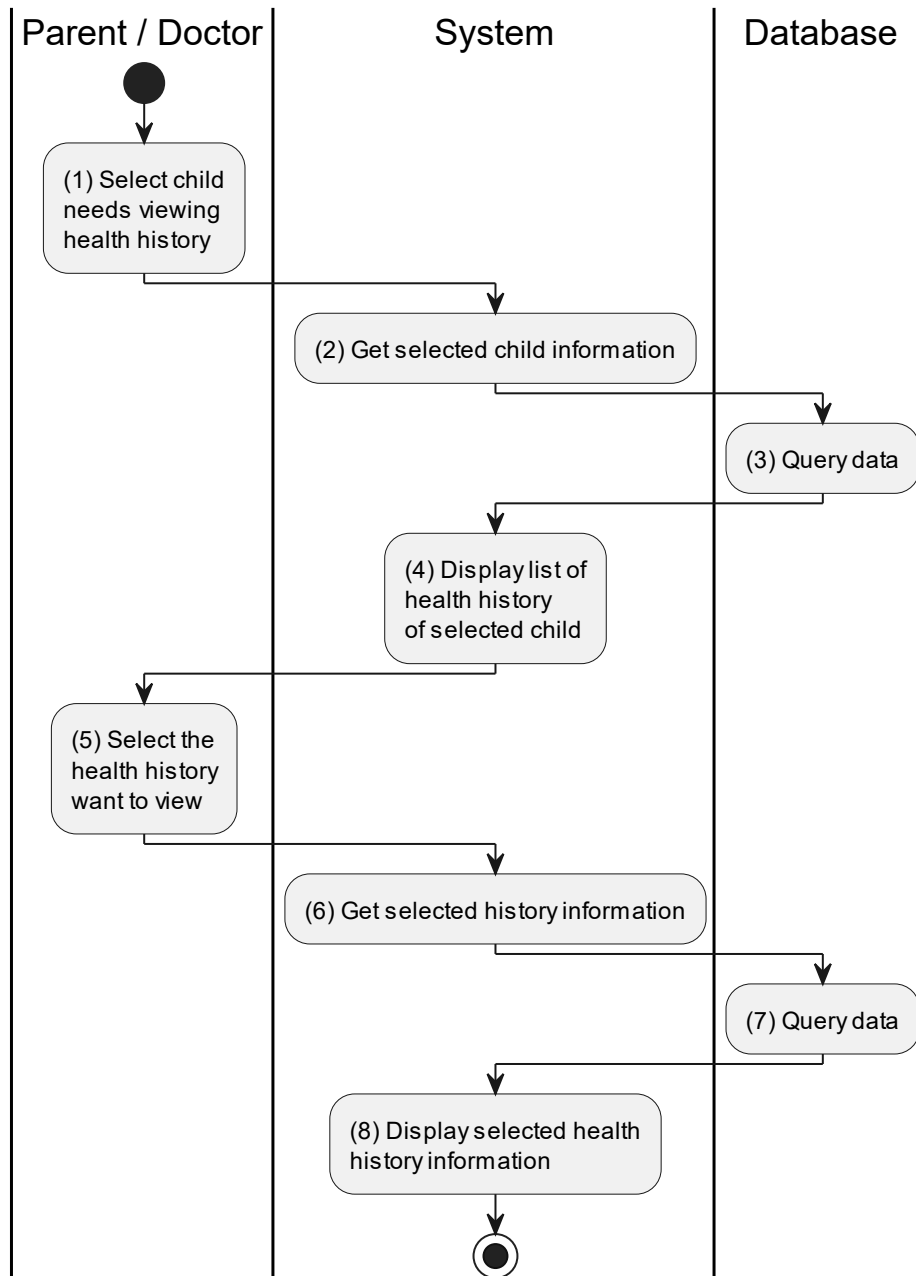 Parent / Doctor
System
Database
(1) Select child
needs viewing
health history
(2) Get selected child information
(3) Query data
(4) Display list of
health history
of selected child
(5) Select the
health history
want to view
(6) Get selected history information
(7) Query data
(8) Display selected health
history information